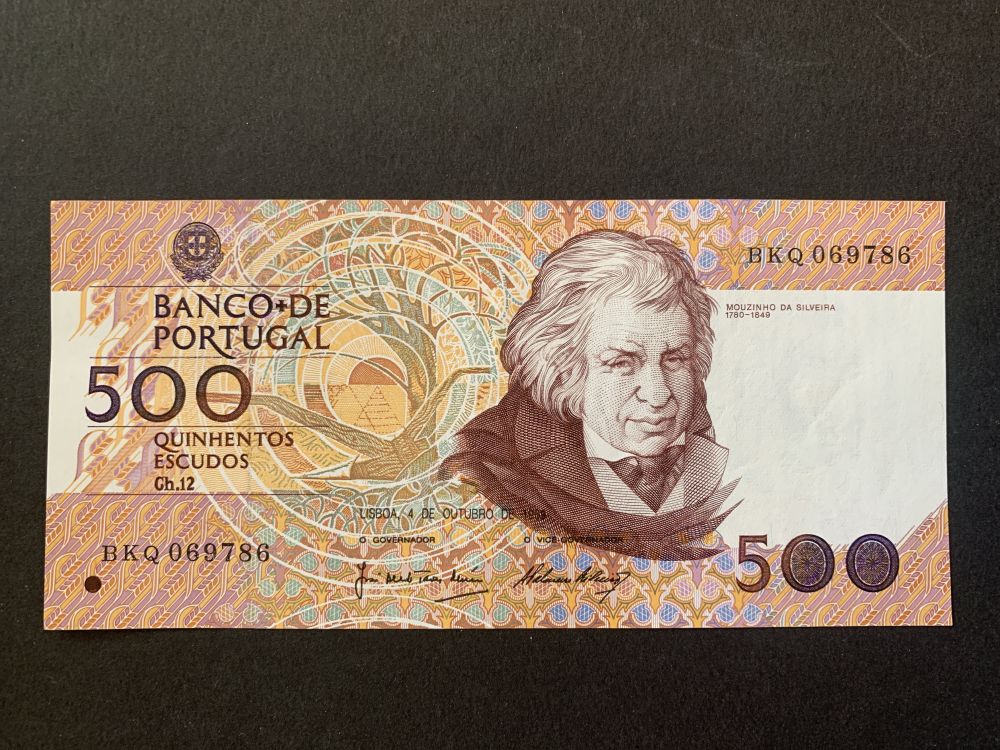 BKQ 069786
BANCO DE
PORTUGAL
MOUZINHO DA SILVEIRA
1780-1849
500
QUINHENTOS
ESCUDOS
Ch.12
LISBOA, 4 DE OUTUBRO DE
O GOVERNADOR
O VICE-GOVERNADOR
BKQ 069786
500